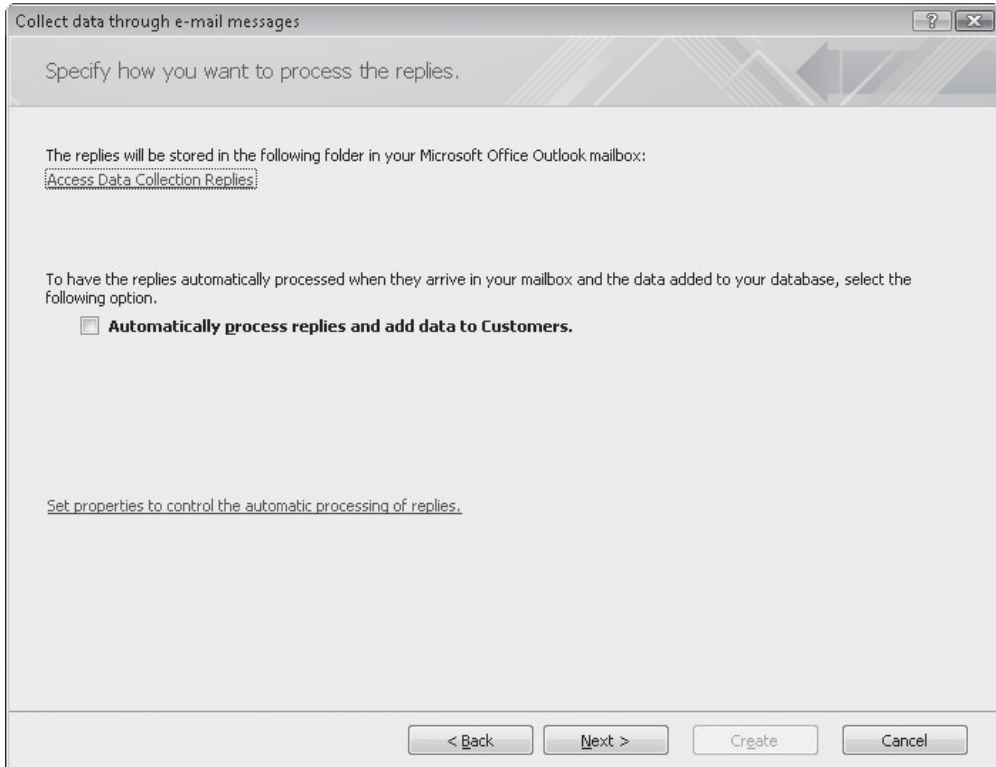 Collect data through e-mail messages
Specify how you want to process the replies.
The replies will be stored in the following folder in your Microsoft Office Outlook mailbox:
Access Data Collection Replies
To have the replies automatically processed when they arrive in your mailbox and the data added to your database, select the
following option.
Automatically process replies and add data to Customers.
Set properties to control the automatic processing of replies.
< Back Next > Create Cancel